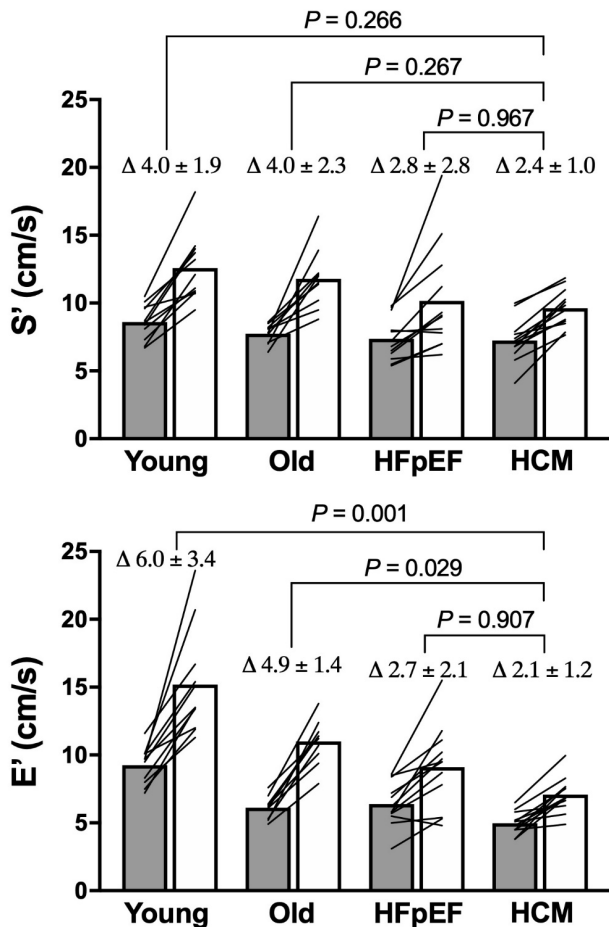 P = 0.266
P = 0.267
P = 0.967
25
Δ 4.0 ± 1.9 Δ 4.0 ± 2.3 Δ 2.8 ± 2.8 Δ 2.4 ± 1.0
20
15
10
5
0
S' (cm/s)
Young Old HFpEF HCM
P = 0.001
25
Δ 6.0 ± 3.4
P = 0.029
20
P = 0.907
Δ 4.9 ± 1.4 Δ 2.7 ± 2.1 Δ 2.1 ± 1.2
15
10
5
0
E' (cm/s)
Young Old HFpEF HCM